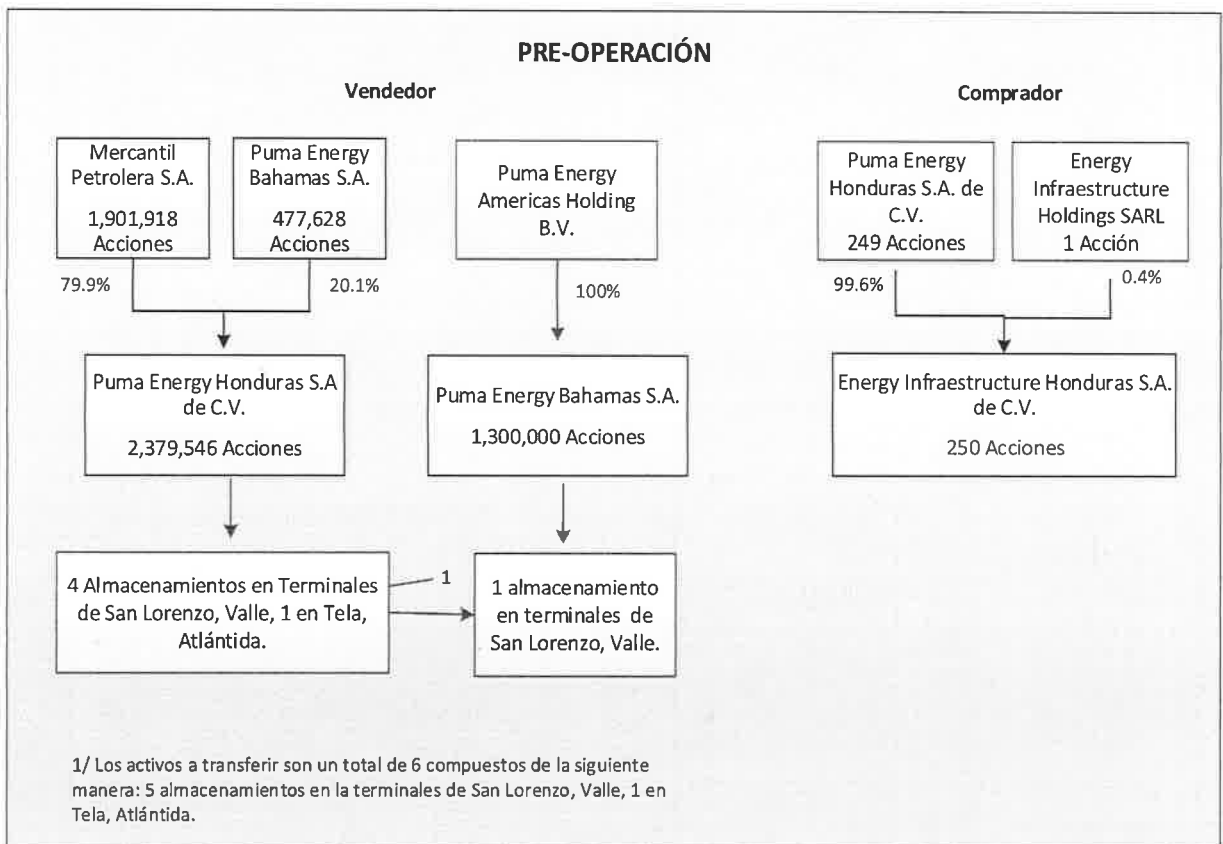 PRE-OPERACIÓN
Vendedor
Comprador
Mercantil
Petrolera S.A.
1,901,918
Acciones
Puma Energy
Bahamas S.A.
477,628
Acciones
Puma Energy
Americas Holding
B.V.
Puma Energy
Honduras S.A. de
C.V.
249 Acciones
Energy
Infraestructure
Holdings SARL
1 Acción
79.9%
20.1%
100%
99.6%
0.4%
Puma Energy Honduras S.A
de C.V.
2,379,546 Acciones
Puma Energy Bahamas S.A.
1,300,000 Acciones
Energy Infraestructure Honduras S.A.
de C.V.
250 Acciones
4 Almacenamientos en Terminales
de San Lorenzo, Valle, 1 en Tela,
Atlántida.
1
1 almacenamiento
en terminales de
San Lorenzo, Valle.
1/ Los activos a transferir son un total de 6 compuestos de la siguiente
manera: 5 almacenamientos en la terminales de San Lorenzo, Valle, 1 en
Tela, Atlántida.